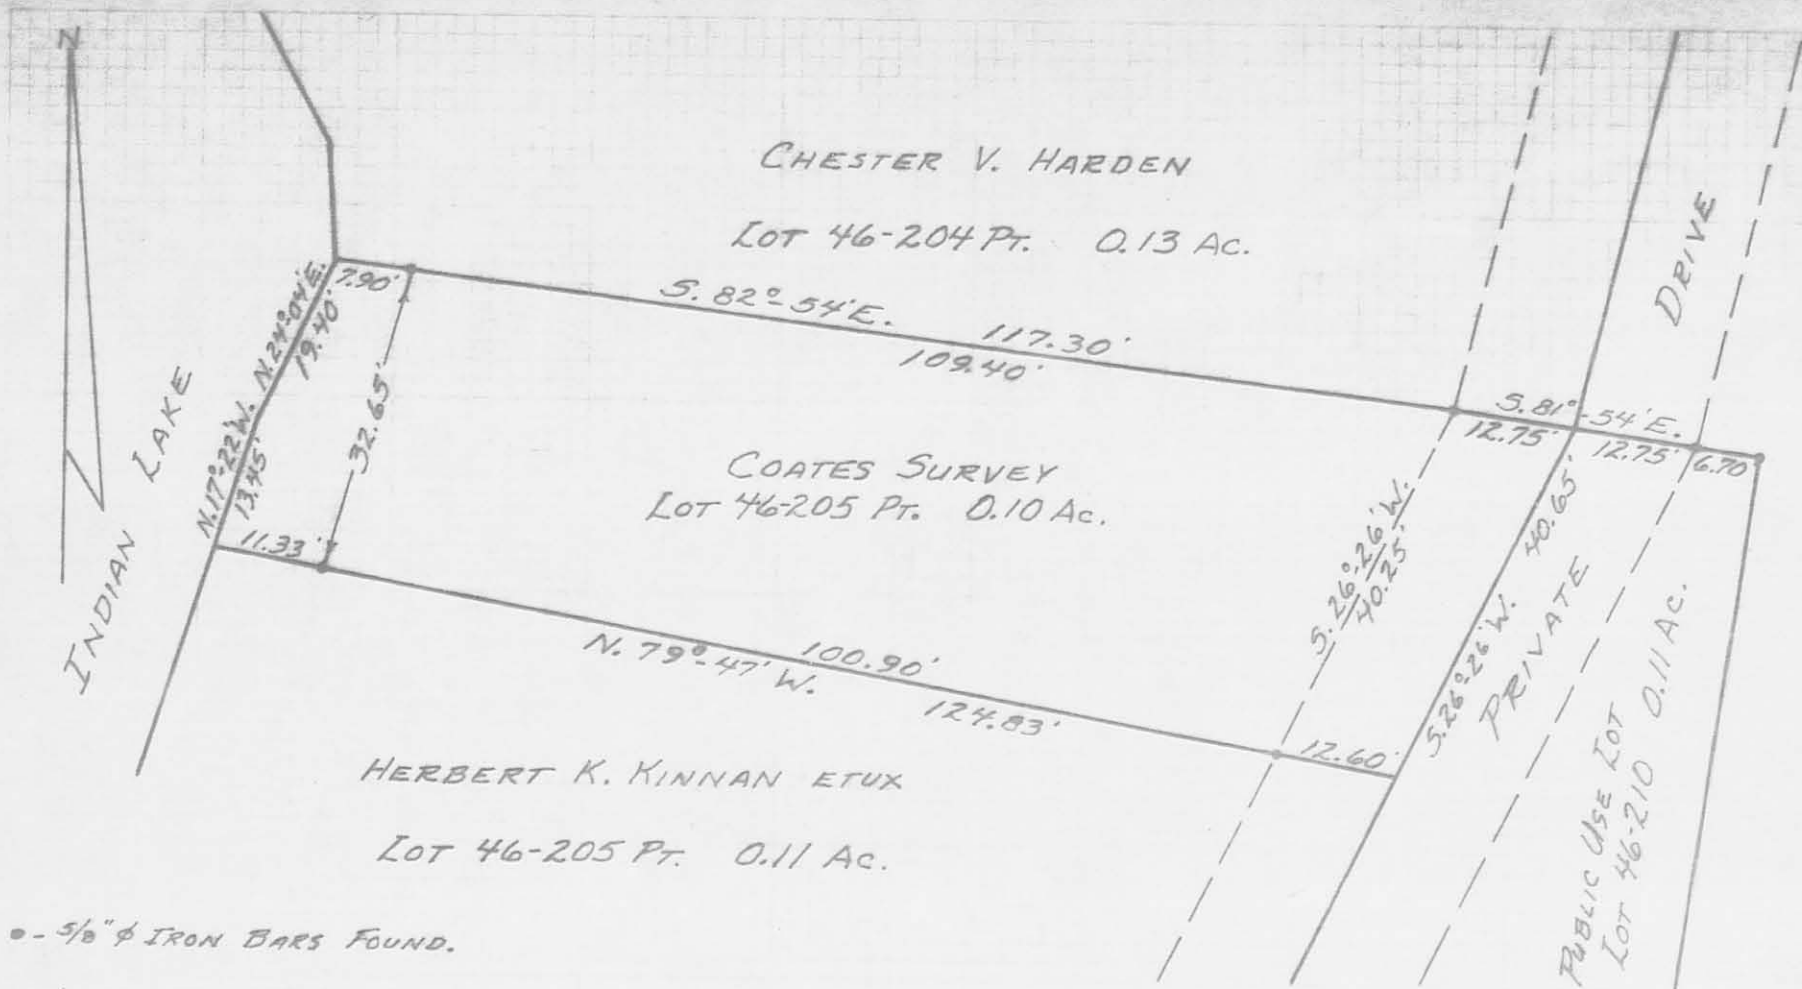 N
CHESTER V. HARDEN
LOT 46-204 PT. 0.13 AC.
DRIVE
7.90'
S. 82°-54'E.
117.30'
109.40'
N.24°-04'E.
19.40'
32.65'
S.81°-54'E.
12.75'
12.75'
6.70'
INDIAN LAKE
N.17°-22'W.
13.45'
COATES SURVEY
LOT 46-205 PT. 0.10 AC.
S.26°-26'W.
40.25'
S.26°-26'W. 40.65'
PRIVATE
11.33'
N. 79°-47' W.
100.90'
124.83'
12.60'
HERBERT K. KINNAN ETUX
LOT 46-205 PT. 0.11 AC.
PUBLIC USE LOT
LOT 46-210 0.11 AC.
- 5/8" ϕ IRON BARS FOUND.